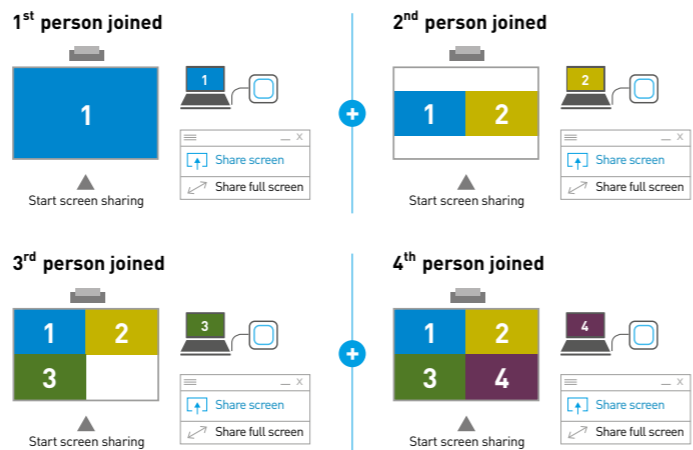 1st person joined
1
1
_ X
Share screen
Share full screen
Start screen sharing
+
2nd person joined
1 2
2
_ X
Share screen
Share full screen
Start screen sharing
3rd person joined
1 2
3
3
_ X
Share screen
Share full screen
Start screen sharing
+
4th person joined
1 2
3 4
4
_ X
Share screen
Share full screen
Start screen sharing